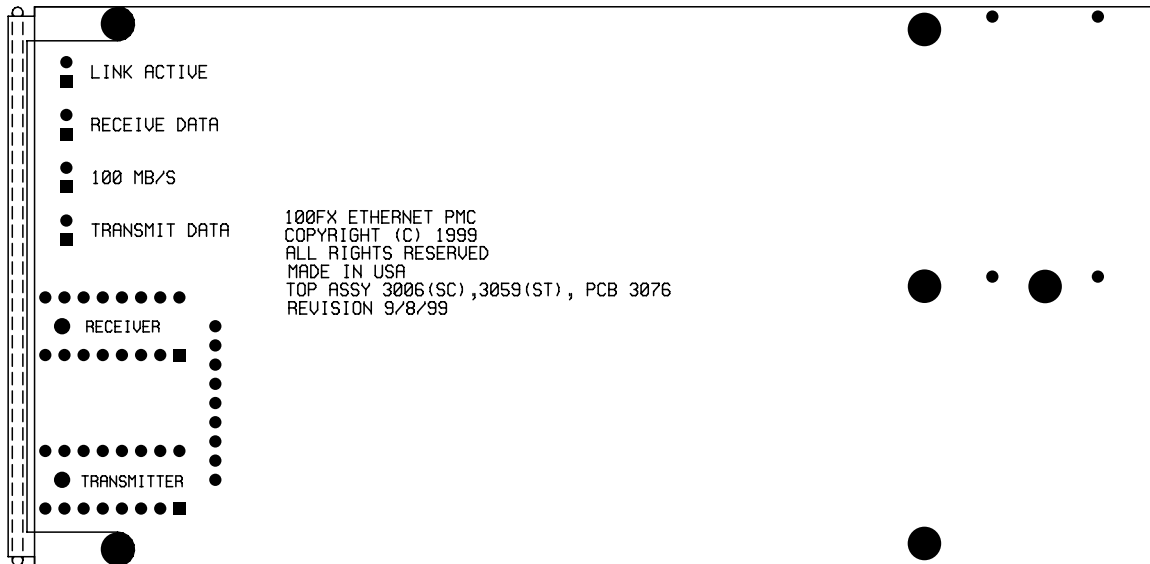 LINK ACTIVE
RECEIVE DATA
100 MB/S
TRANSMIT DATA
100FX ETHERNET PMC
COPYRIGHT (C) 1999
ALL RIGHTS RESERVED
MADE IN USA
TOP ASSY 3006(SC),3059(ST), PCB 3076
REVISION 9/8/99
RECEIVER
TRANSMITTER